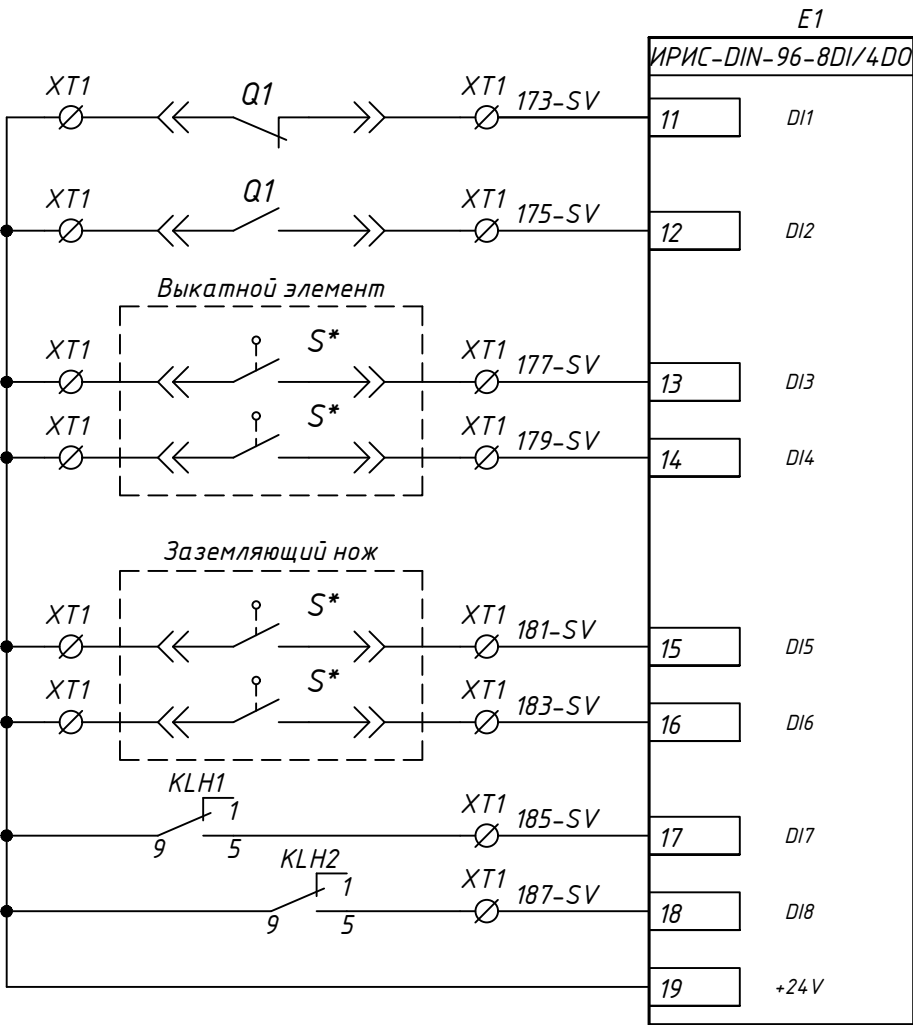 E1
ИРИС-DIN-96-8DI/4DO
XT1 Q1 XT1 173-SV 11 DI1
XT1 Q1 XT1 175-SV 12 DI2
Выкатной элемент
XT1 S* XT1 177-SV 13 DI3
XT1 S* XT1 179-SV 14 DI4
Заземляющий нож
XT1 S* XT1 181-SV 15 DI5
XT1 S* XT1 183-SV 16 DI6
KLH1
1 XT1 185-SV 17 DI7
9 5
KLH2
1 XT1 187-SV 18 DI8
9 5
19 +24V